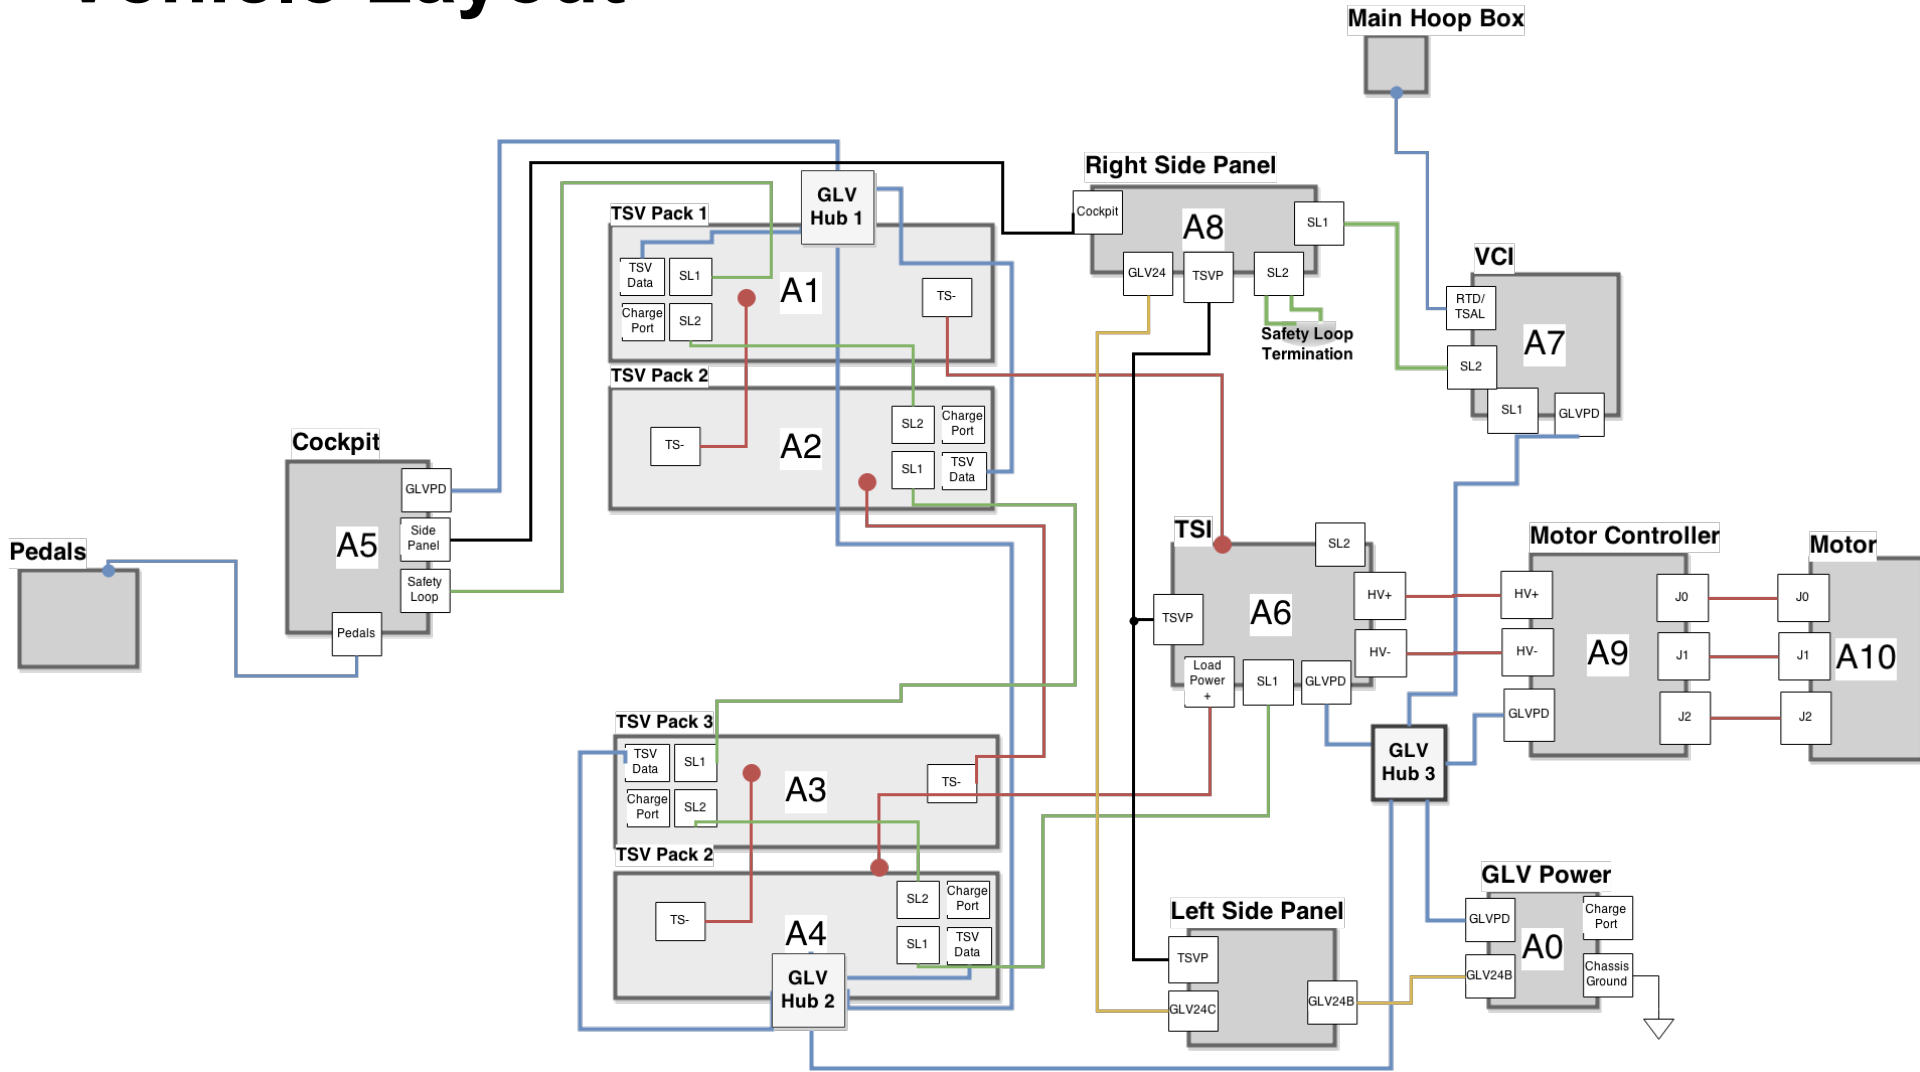 Vehicle Layout
Main Hoop Box
Right Side Panel
Cockpit
A8
SL1
GLV24
TSVP
SL2
Safety Loop
Termination
VCI
RTD/
TSAL
A7
SL2
SL1
GLVPD
GLV
Hub 1
TSV Pack 1
TSV
Data
SL1
A1
TS-
Charge
Port
SL2
TSV Pack 2
TS-
A2
SL2
Charge
Port
SL1
TSV
Data
Cockpit
GLVPD
A5
Side
Panel
Safety
Loop
Pedals
Pedals
TSI
SL2
TSVP
A6
HV+
HV-
Load
Power
+
SL1
GLVPD
Motor Controller
HV+
HV-
GLVPD
A9
J0
J1
J2
Motor
J0
J1
J2
A10
GLV
Hub 3
TSV Pack 3
TSV
Data
SL1
A3
TS-
Charge
Port
SL2
TSV Pack 2
TS-
A4
SL2
Charge
Port
SL1
TSV
Data
GLV
Hub 2
Left Side Panel
TSVP
GLV24C
GLV24B
GLV Power
GLVPD
Charge
Port
A0
GLV24B
Chassis
Ground